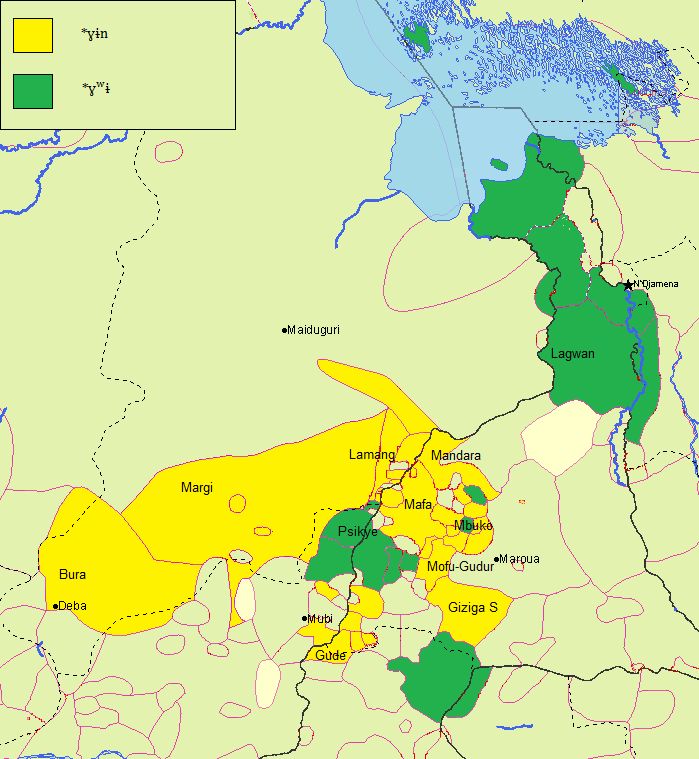 *ɣɨn
*ɣʷɨ
N'Djamena
Maiduguri
Lagwan
Lamang
Mandara
Margi
Mafa
Mbuko
Psikye
Maroua
Mofu-Gudur
Bura
Deba
Giziga S
Mubi
Gude